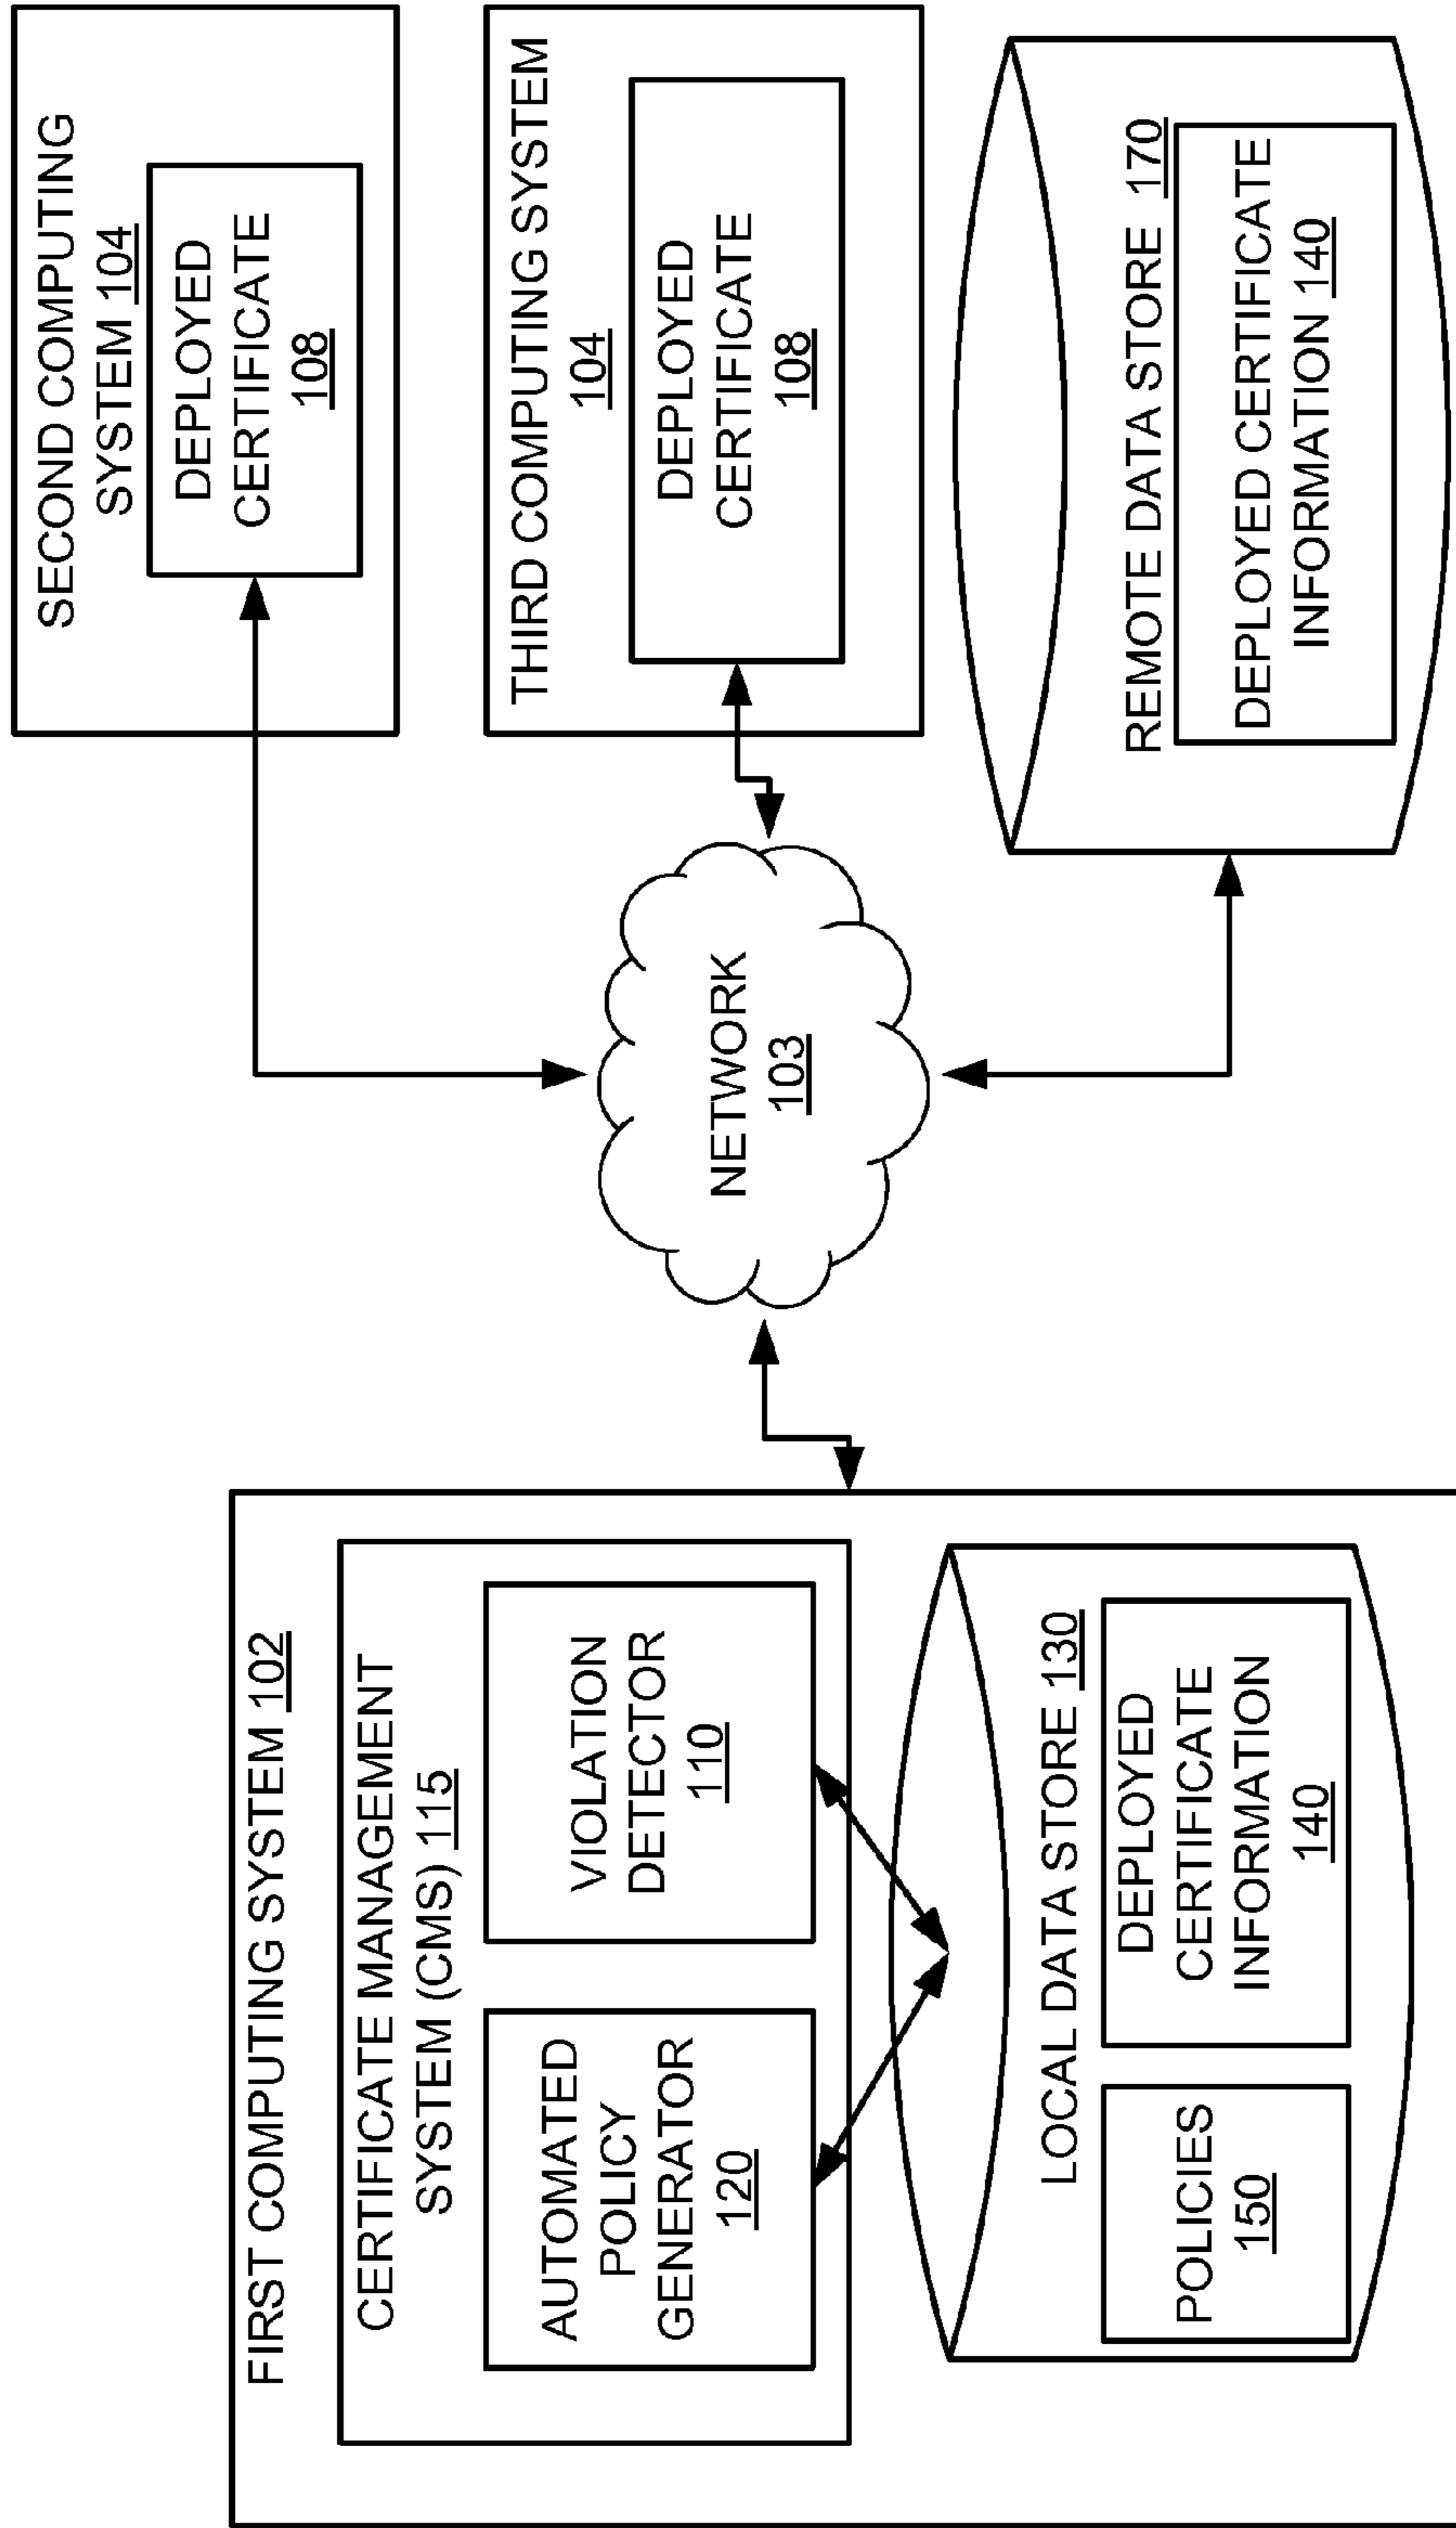 FIRST COMPUTING SYSTEM 102
CERTIFICATE MANAGEMENT
SYSTEM (CMS) 115
AUTOMATED
POLICY
GENERATOR
120
VIOLATION
DETECTOR
110
LOCAL DATA STORE 130
POLICIES
150
DEPLOYED
CERTIFICATE
INFORMATION
140
NETWORK
103
SECOND COMPUTING
SYSTEM 104
DEPLOYED
CERTIFICATE
108
THIRD COMPUTING SYSTEM
104
DEPLOYED
CERTIFICATE
108
REMOTE DATA STORE 170
DEPLOYED CERTIFICATE
INFORMATION 140